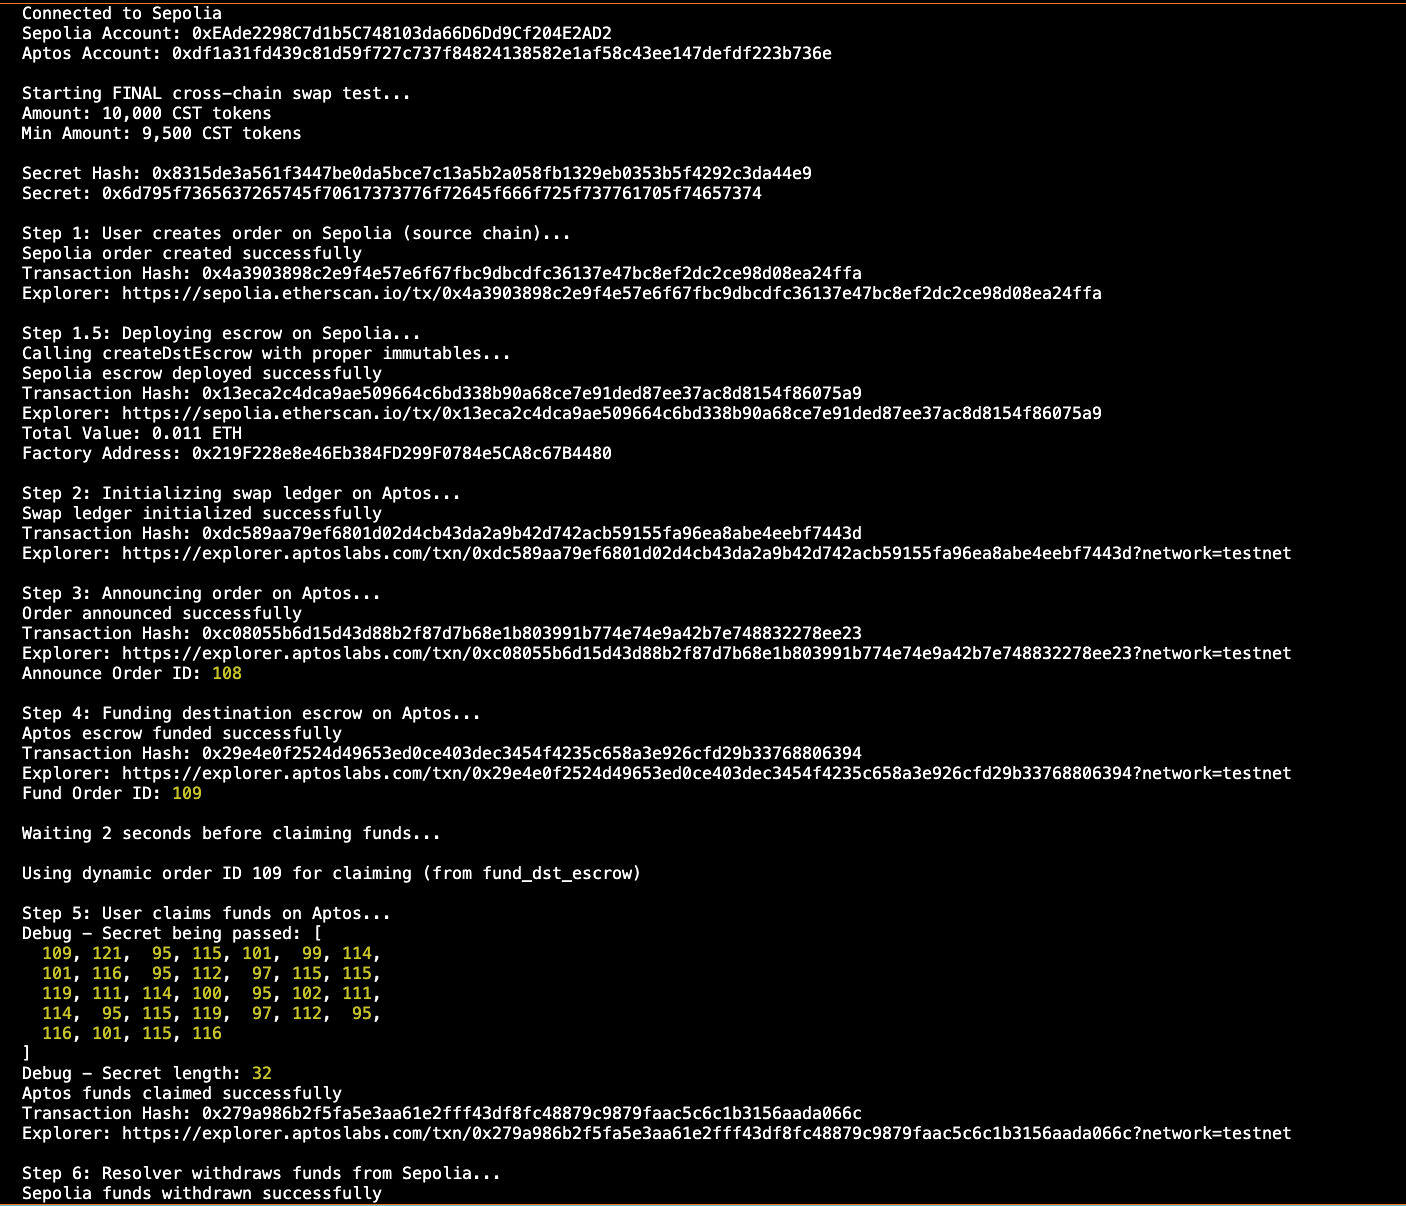 Connected to Sepolia
Sepolia Account: 0xEAde2298C7d1b5C748103da66D6Dd9Cf204E2AD2
Aptos Account: 0xdf1a31fd439c81d59f727c737f84824138582e1af58c43ee147defdf223b736e
Starting FINAL cross-chain swap test...
Amount: 10,000 CST tokens
Min Amount: 9,500 CST tokens
Secret Hash: 0x8315de3a561f3447be0da5bce7c13a5b2a058fb1329eb0353b5f4292c3da44e9
Secret: 0x6d795f7365637265745f70617373776f72645f666f725f737761705f74657374
Step 1: User creates order on Sepolia (source chain)...
Sepolia order created successfully
Transaction Hash: 0x4a3903898c2e9f4e57e6f67fbc9dbcdfc36137e47bc8ef2dc2ce98d08ea24ffa
Explorer: https://sepolia.etherscan.io/tx/0x4a3903898c2e9f4e57e6f67fbc9dbcdfc36137e47bc8ef2dc2ce98d08ea24ffa
Step 1.5: Deploying escrow on Sepolia...
Calling createDstEscrow with proper immutables...
Sepolia escrow deployed successfully
Transaction Hash: 0x13eca2c4dca9ae509664c6bd338b90a68ce7e91ded87ee37ac8d8154f86075a9
Explorer: https://sepolia.etherscan.io/tx/0x13eca2c4dca9ae509664c6bd338b90a68ce7e91ded87ee37ac8d8154f86075a9
Total Value: 0.011 ETH
Factory Address: 0x219F228e8e46Eb384FD299F0784e5CA8c67B4480
Step 2: Initializing swap ledger on Aptos...
Swap ledger initialized successfully
Transaction Hash: 0xdc589aa79ef6801d02d4cb43da2a9b42d742acb59155fa96ea8abe4eebf7443d
Explorer: https://explorer.aptoslabs.com/txn/0xdc589aa79ef6801d02d4cb43da2a9b42d742acb59155fa96ea8abe4eebf7443d?network=testnet
Step 3: Announcing order on Aptos...
Order announced successfully
Transaction Hash: 0xc08055b6d15d43d88b2f87d7b68e1b803991b774e74e9a42b7e748832278ee23
Explorer: https://explorer.aptoslabs.com/txn/0xc08055b6d15d43d88b2f87d7b68e1b803991b774e74e9a42b7e748832278ee23?network=testnet
Announce Order ID: 108
Step 4: Funding destination escrow on Aptos...
Aptos escrow funded successfully
Transaction Hash: 0x29e4e0f2524d49653ed0ce403dec3454f4235c658a3e926cfd29b33768806394
Explorer: https://explorer.aptoslabs.com/txn/0x29e4e0f2524d49653ed0ce403dec3454f4235c658a3e926cfd29b33768806394?network=testnet
Fund Order ID: 109
Waiting 2 seconds before claiming funds...
Using dynamic order ID 109 for claiming (from fund_dst_escrow)
Step 5: User claims funds on Aptos...
Debug – Secret being passed: [
109, 121, 95, 115, 101, 99, 114,
101, 116, 95, 112, 97, 115, 115,
119, 111, 114, 100, 95, 102, 111,
114, 95, 115, 119, 97, 112, 95,
116, 101, 115, 116
]
Debug – Secret length: 32
Aptos funds claimed successfully
Transaction Hash: 0x279a986b2f5fa5e3aa61e2fff43df8fc48879c9879faac5c6c1b3156aada066c
Explorer: https://explorer.aptoslabs.com/txn/0x279a986b2f5fa5e3aa61e2fff43df8fc48879c9879faac5c6c1b3156aada066c?network=testnet
Step 6: Resolver withdraws funds from Sepolia...
Sepolia funds withdrawn successfully